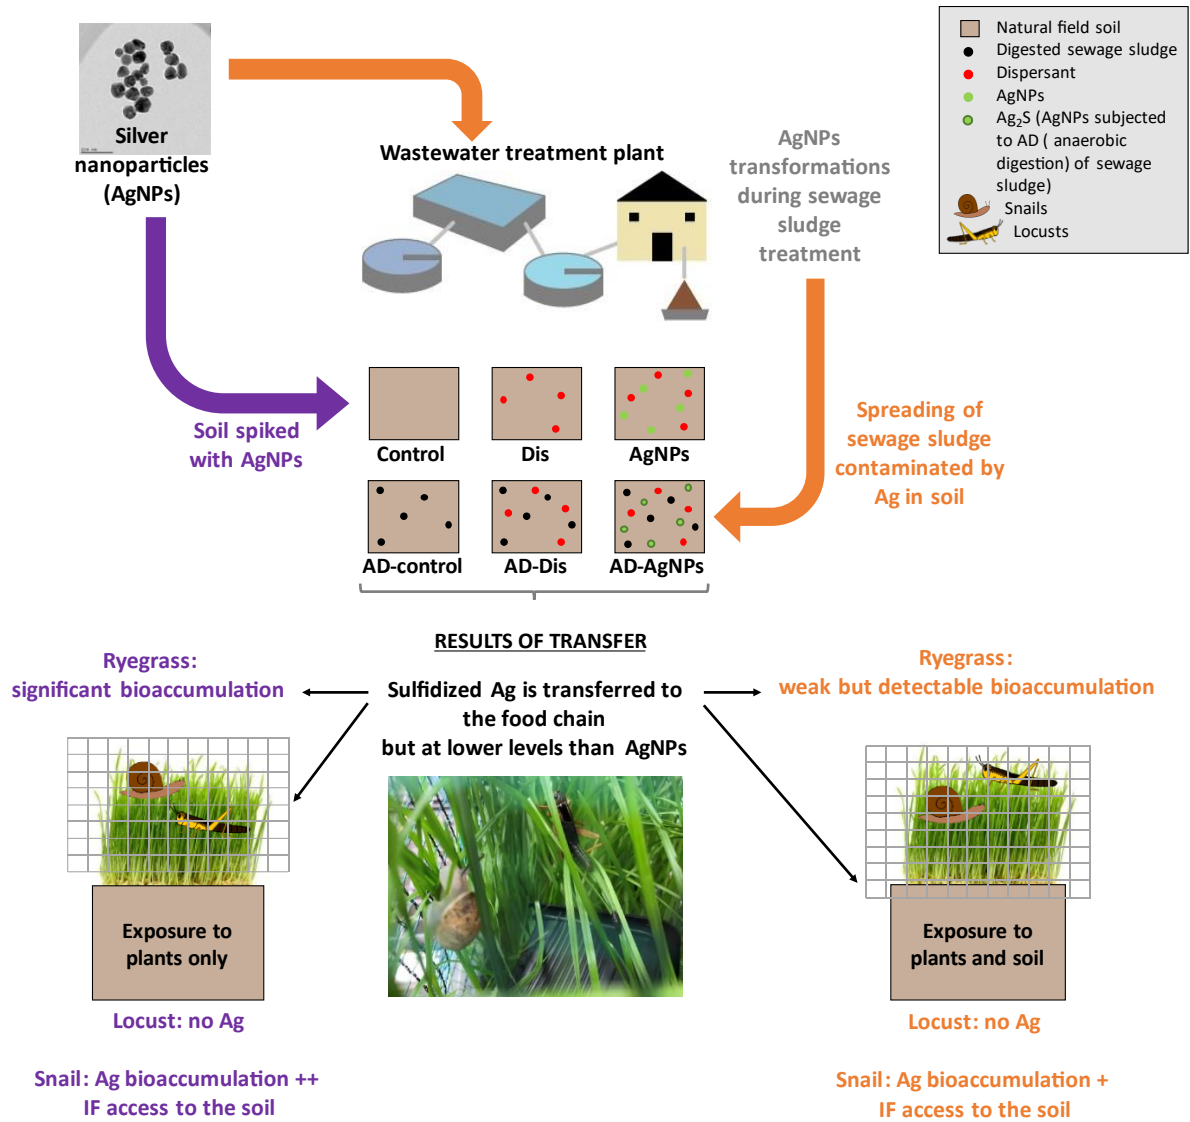 Silver
nanoparticles
(AgNPs)
Wastewater treatment plant
AgNPs
transformations
during sewage
sludge
treatment
Natural field soil
Digested sewage sludge
Dispersant
AgNPs
Ag₂S (AgNPs subjected
to AD ( anaerobic
digestion) of sewage
sludge)
Snails
Locusts
Soil spiked
with AgNPs
Control
Dis
AgNPs
AD-control
AD-Dis
AD-AgNPs
Spreading of
sewage sludge
contaminated by
Ag in soil
RESULTS OF TRANSFER
Ryegrass:
significant bioaccumulation
Sulfidized Ag is transferred to
the food chain
but at lower levels than AgNPs
Ryegrass:
weak but detectable bioaccumulation
Exposure to
plants only
Exposure to
plants and soil
Locust: no Ag
Locust: no Ag
Snail: Ag bioaccumulation ++
IF access to the soil
Snail: Ag bioaccumulation +
IF access to the soil